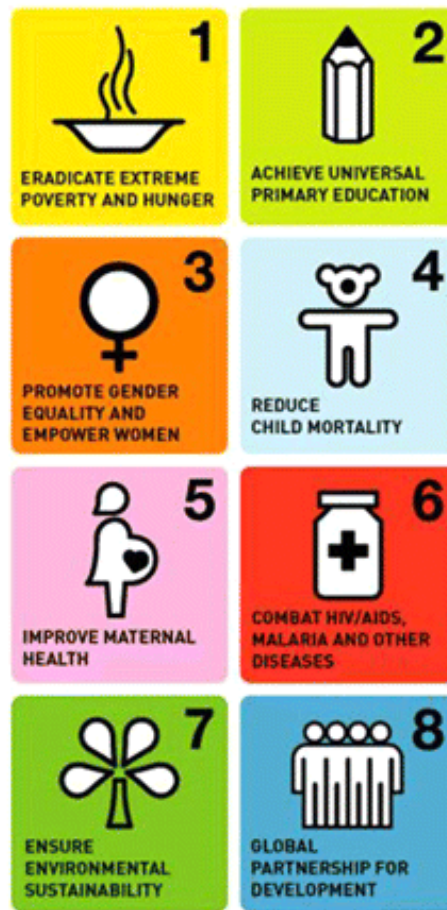 1
ERADICATE EXTREME
POVERTY AND HUNGER
2
ACHIEVE UNIVERSAL
PRIMARY EDUCATION
3
PROMOTE GENDER
EQUALITY AND
EMPOWER WOMEN
4
REDUCE
CHILD MORTALITY
5
IMPROVE MATERNAL
HEALTH
6
COMBAT HIV/AIDS,
MALARIA AND OTHER
DISEASES
7
ENSURE
ENVIRONMENTAL
SUSTAINABILITY
8
GLOBAL
PARTNERSHIP FOR
DEVELOPMENT